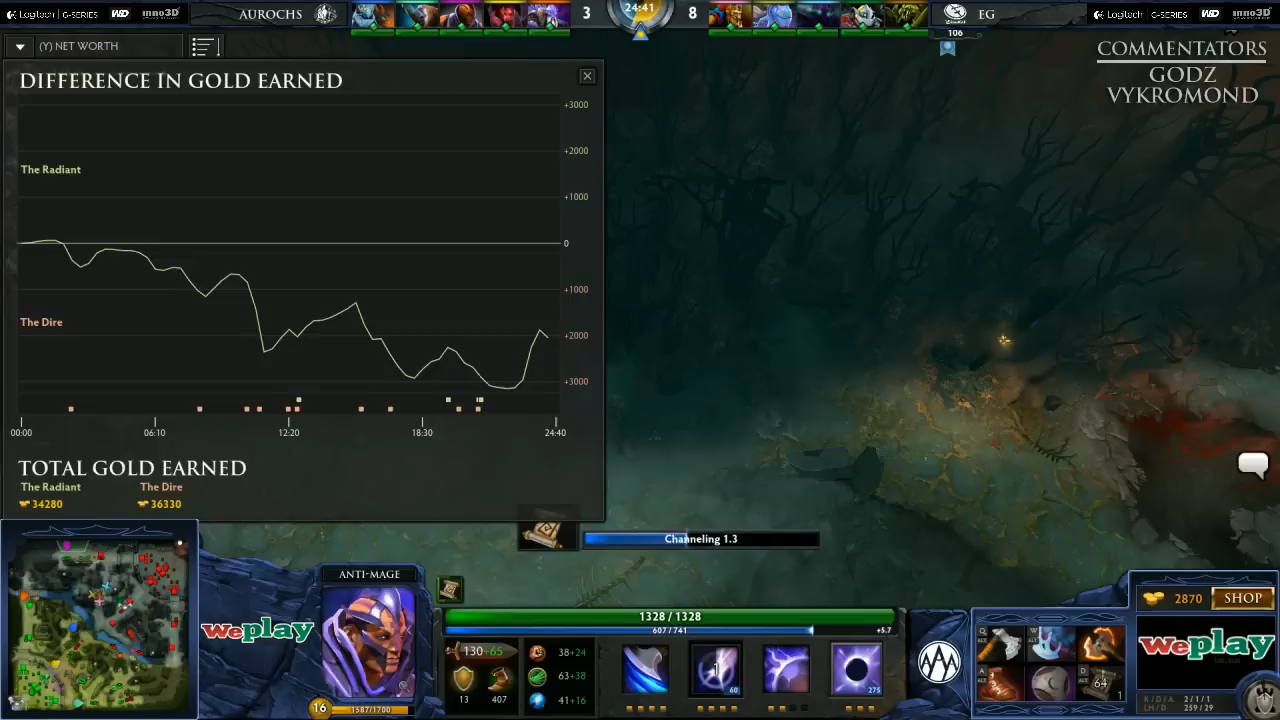 Logitech G-SERIES WD inno3D
AUROCHS
3
24:41
8
EG
Logitech G-SERIES WD inno3D
106
(Y) NET WORTH
COMMENTATORS
GODZ
VYKROMOND
DIFFERENCE IN GOLD EARNED
+3000
+2000
The Radiant
+1000
0
+1000
The Dire
+2000
+3000
00:00 06:10 12:20 18:30 24:40
TOTAL GOLD EARNED
The Radiant The Dire
34280 36330
Channeling 1.3
ANTI-MAGE
2870 SHOP
1328 / 1328
607 / 741 +5.7
weplay
130+65
13 407
38+24
63+38
41+16
1
60
275
16
1587/1700
Q W
A D
ALT
64
1
weplay
K/D/A 2/1/1
LH/D 259/29